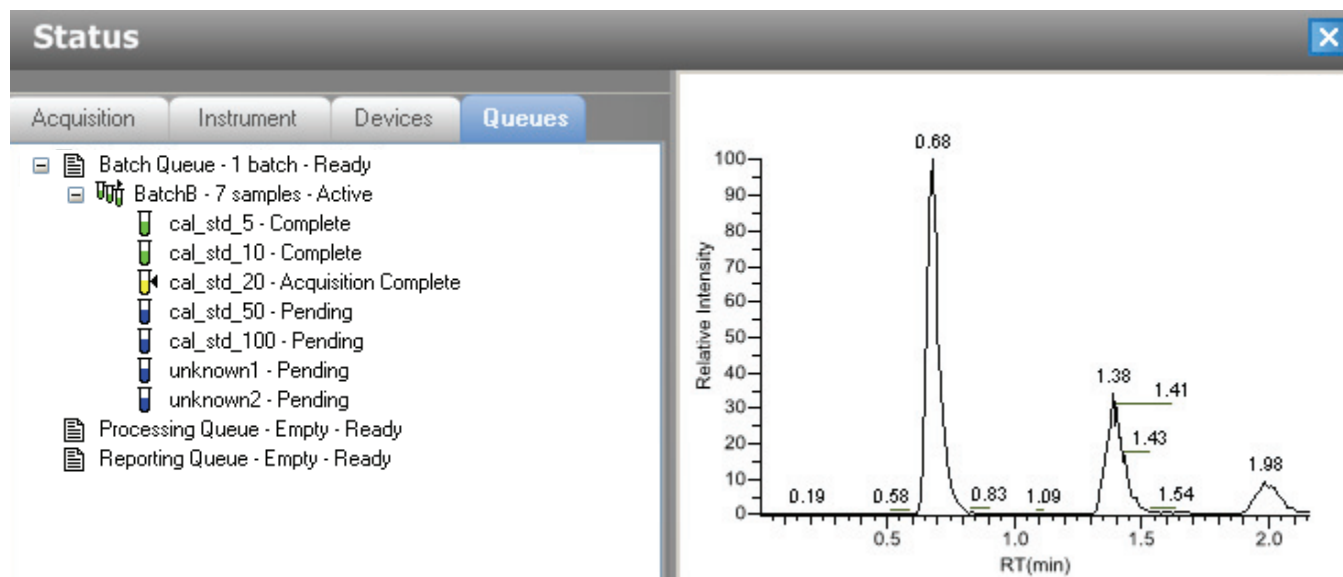 Status
Acquisition Instrument Devices Queues
Batch Queue - 1 batch - Ready
BatchB - 7 samples - Active
cal_std_5 - Complete
cal_std_10 - Complete
cal_std_20 - Acquisition Complete
cal_std_50 - Pending
cal_std_100 - Pending
unknown1 - Pending
unknown2 - Pending
Processing Queue - Empty - Ready
Reporting Queue - Empty - Ready
Relative Intensity
100
90
80
70
60
50
40
30
20
10
0
0.68
1.38
1.41
1.43
1.98
0.19 0.58 0.83 1.09 1.54
0.5 1.0 1.5 2.0
RT(min)